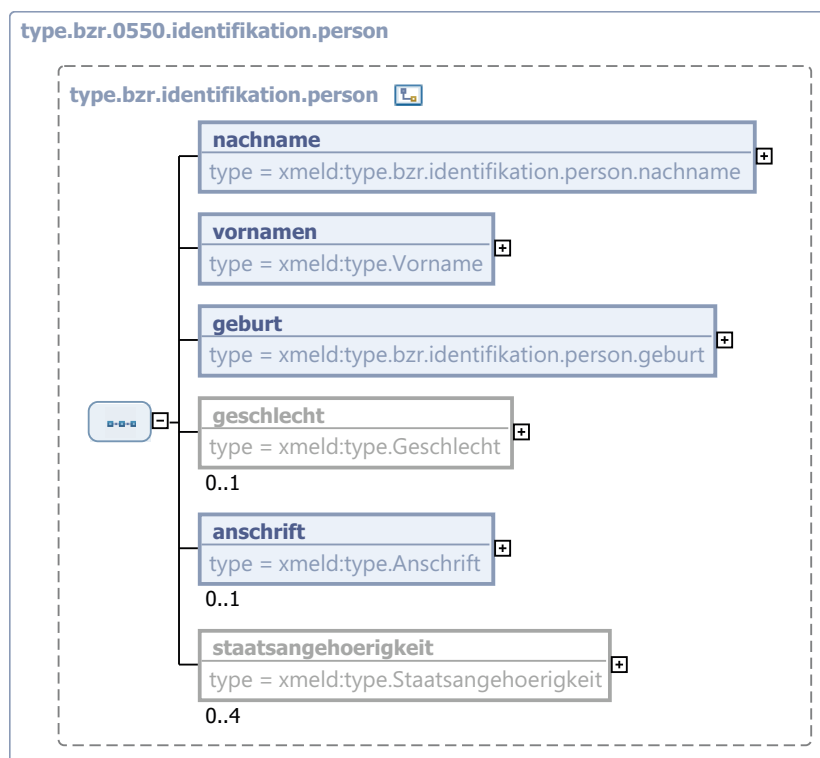 type.bzr.0550.identifikation.person
type.bzr.identifikation.person
nachname
type = xmeld:type.bzr.identifikation.person.nachname
vornamen
type = xmeld:type.Vorname
geburt
type = xmeld:type.bzr.identifikation.person.geburt
geschlecht
type = xmeld:type.Geschlecht
0..1
anschrift
type = xmeld:type.Anschrift
0..1
staatsangehoerigkeit
type = xmeld:type.Staatsangehoerigkeit
0..4